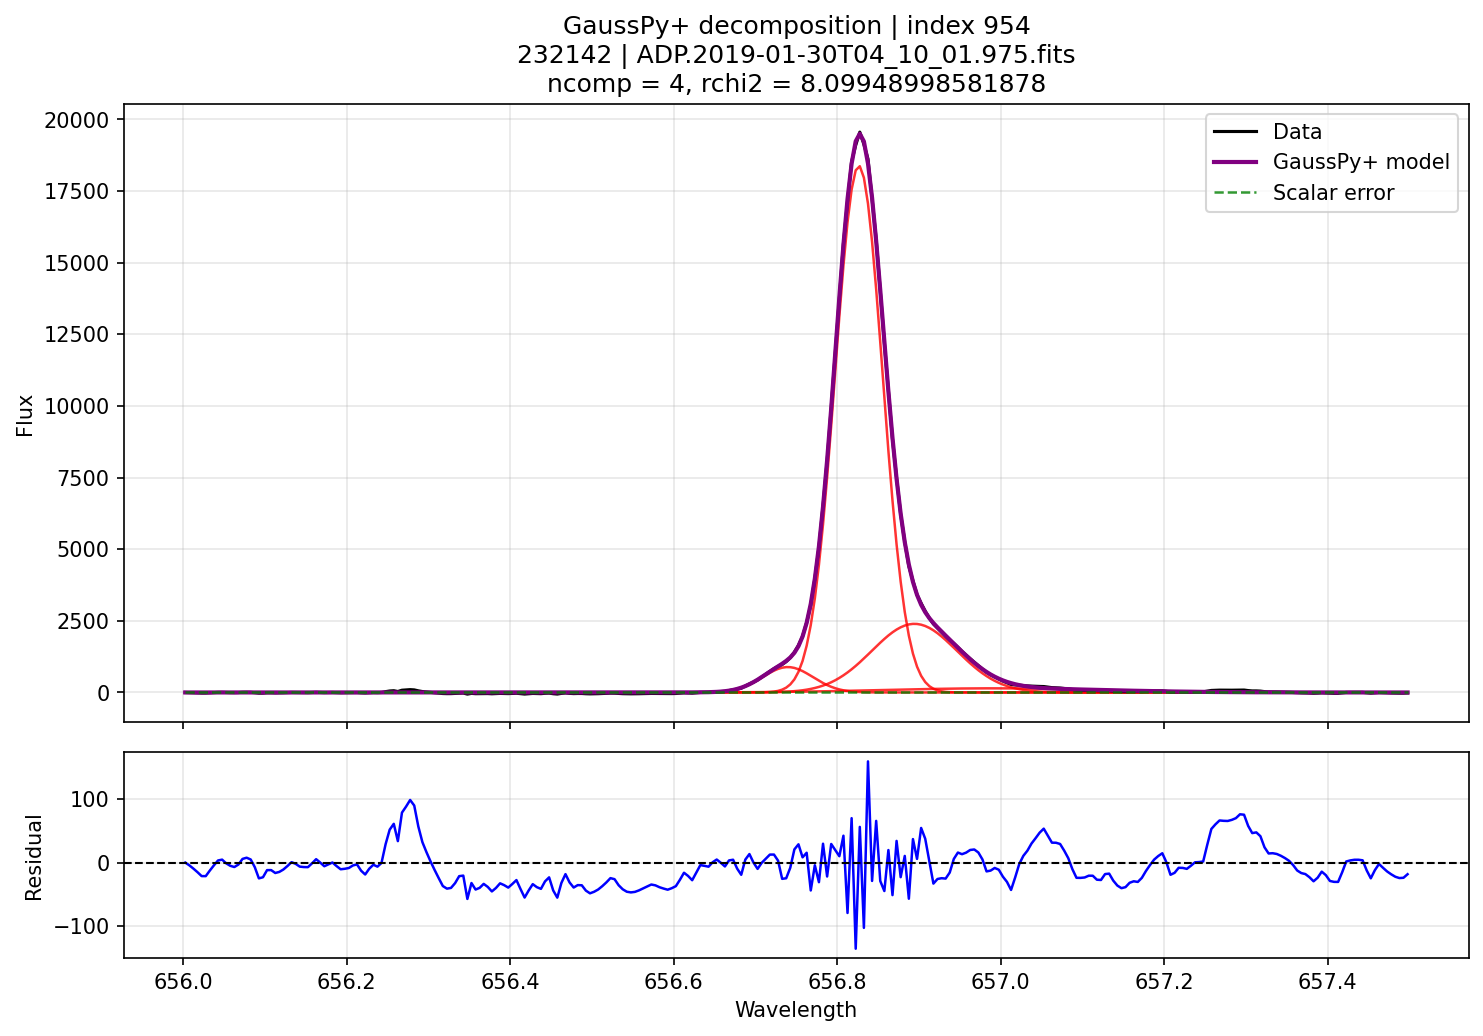 GaussPy+ decomposition | index 954
232142 | ADP.2019-01-30T04_10_01.975.fits
ncomp = 4, rchi2 = 8.09948998581878
Data
GaussPy+ model
Scalar error
Flux
20000
17500
15000
12500
10000
7500
5000
2500
0
Residual
100
0
−100
656.0 656.2 656.4 656.6 656.8 657.0 657.2 657.4
Wavelength